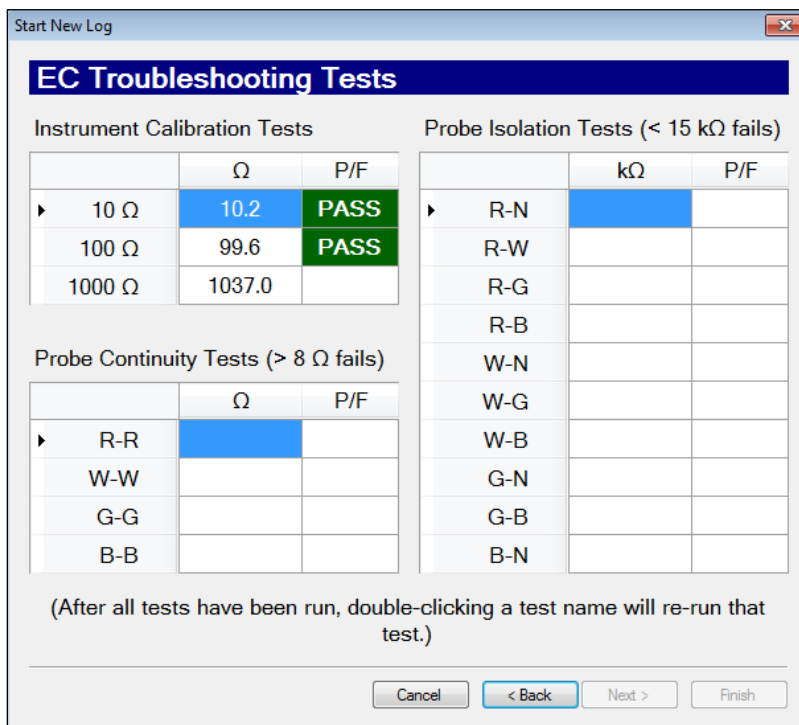 Start New Log
EC Troubleshooting Tests
Instrument Calibration Tests
Ω P/F
10 Ω 10.2 PASS
100 Ω 99.6 PASS
1000 Ω 1037.0
Probe Continuity Tests (> 8 Ω fails)
Ω P/F
R-R
W-W
G-G
B-B
Probe Isolation Tests (< 15 kΩ fails)
kΩ P/F
R-N
R-W
R-G
R-B
W-N
W-G
W-B
G-N
G-B
B-N
(After all tests have been run, double-clicking a test name will re-run that
test.)
Cancel
< Back
Next >
Finish